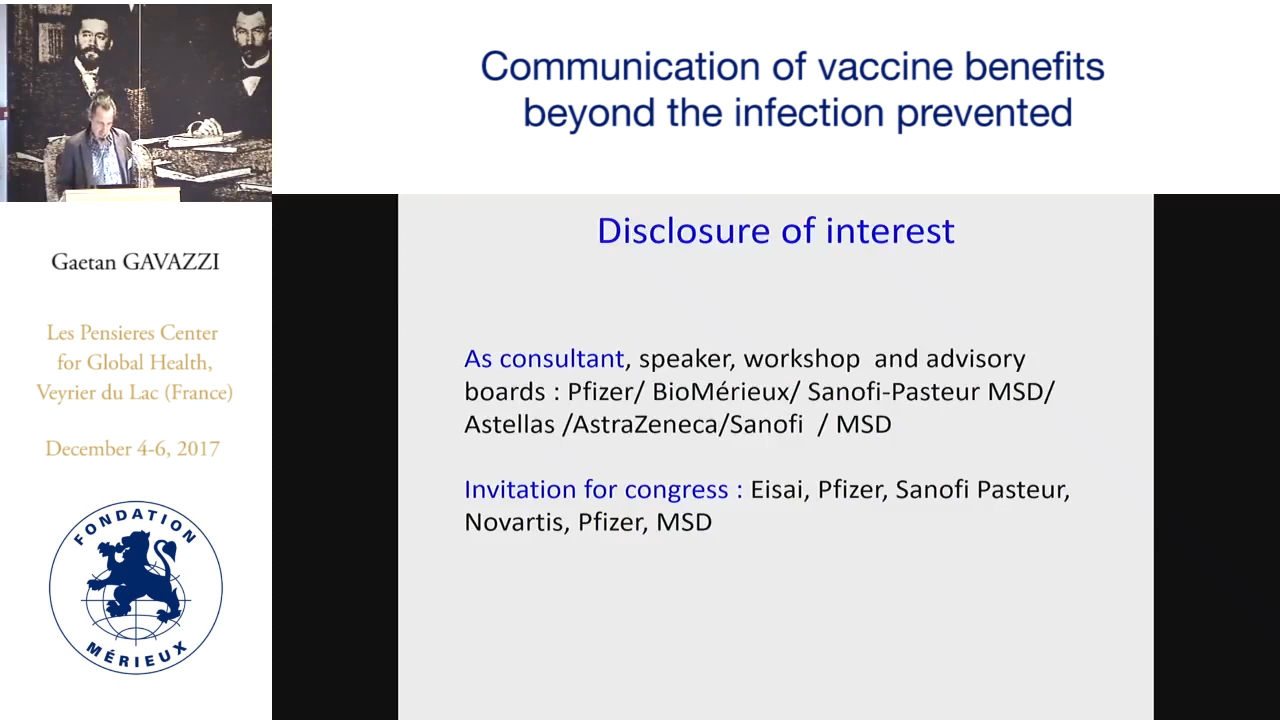 Communication of vaccine benefits
beyond the infection prevented
Gaetan GAVAZZI
Les Pensieres Center
for Global Health,
Veyrier du Lac (France)
December 4-6, 2017
FONDATION
MÉRIEUX
Disclosure of interest
As consultant, speaker, workshop and advisory
boards : Pfizer/ BioMérieux/ Sanofi-Pasteur MSD/
Astellas /AstraZeneca/Sanofi / MSD
Invitation for congress : Eisai, Pfizer, Sanofi Pasteur,
Novartis, Pfizer, MSD